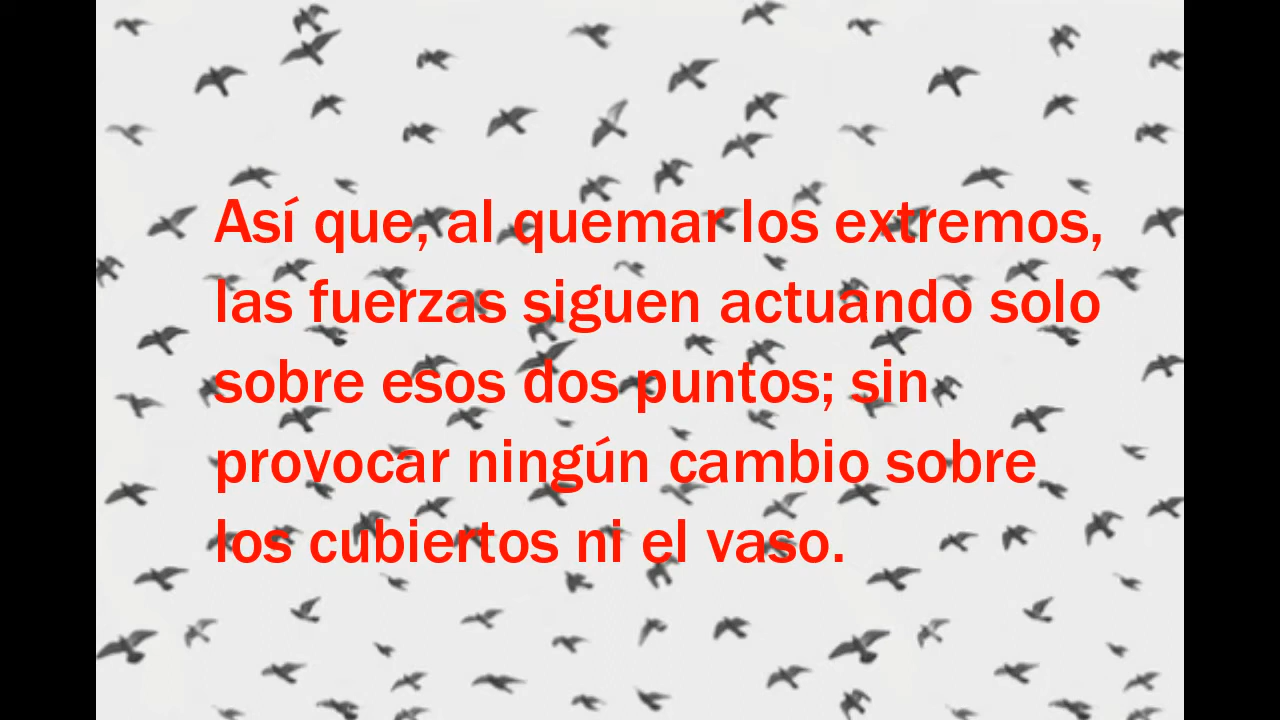 Así que, al quemar los extremos,
las fuerzas siguen actuando solo
sobre esos dos puntos; sin
provocar ningún cambio sobre
los cubiertos ni el vaso.